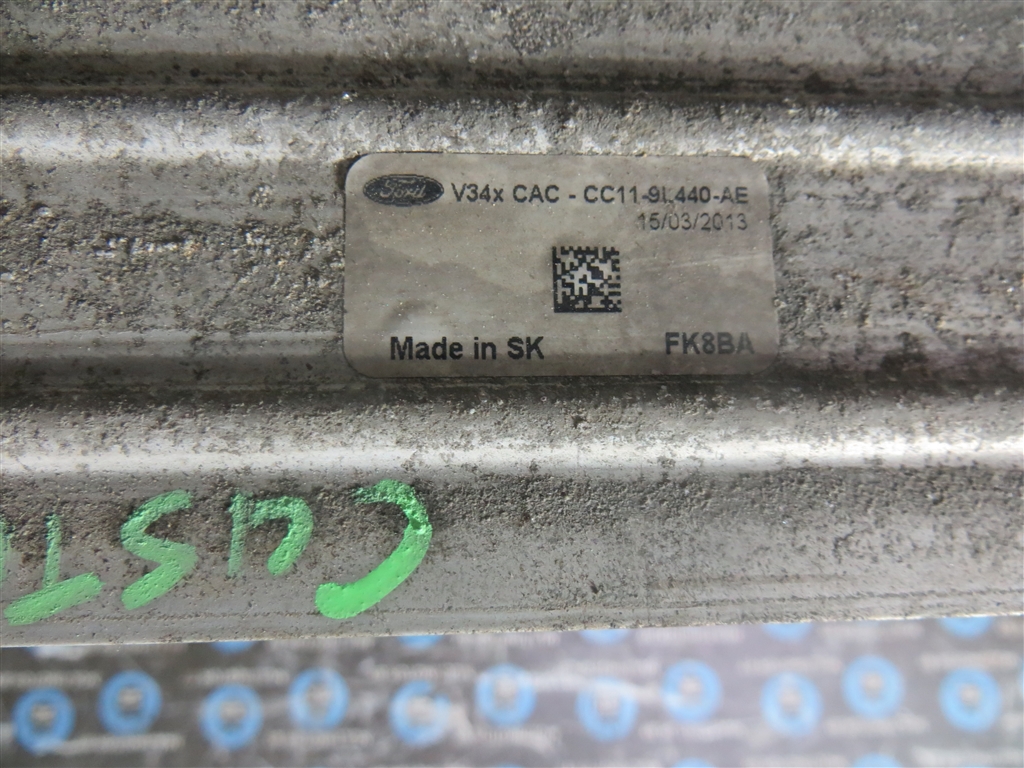 Ford V34x CAC - CC11-9L440-AE
15/03/2013
Made in SK FK8BA
CUST